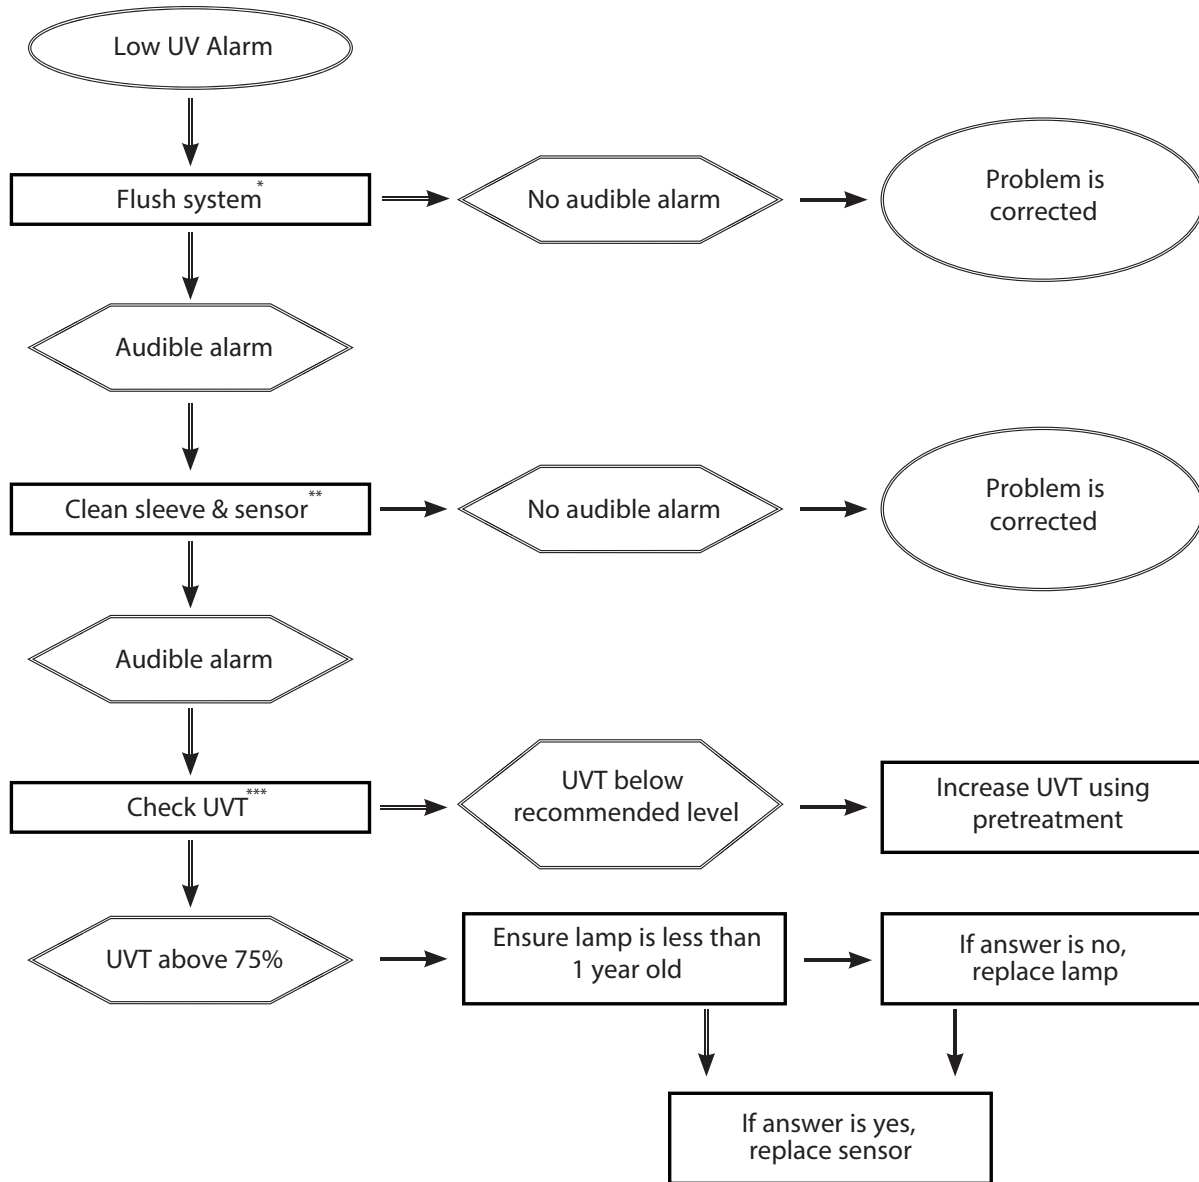 Low UV Alarm
Flush system*
No audible alarm
Problem is
corrected
Audible alarm
Clean sleeve & sensor**
No audible alarm
Problem is
corrected
Audible alarm
Check UVT***
UVT below
recommended level
Increase UVT using
pretreatment
UVT above 75%
Ensure lamp is less than
1 year old
If answer is no,
replace lamp
If answer is yes,
replace sensor